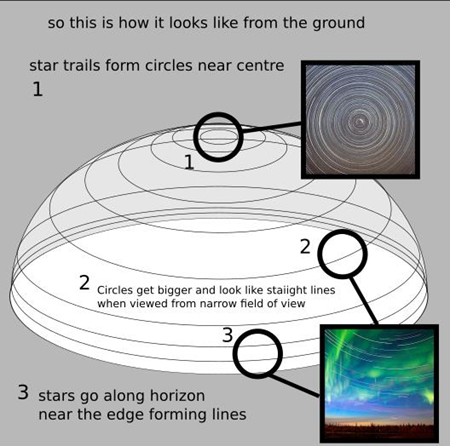 so this is how it looks like from the ground
star trails form circles near centre
1
1
2
2 Circles get bigger and look like staiight lines
when viewed from narrow field of view
3
3 stars go along horizon
near the edge forming lines